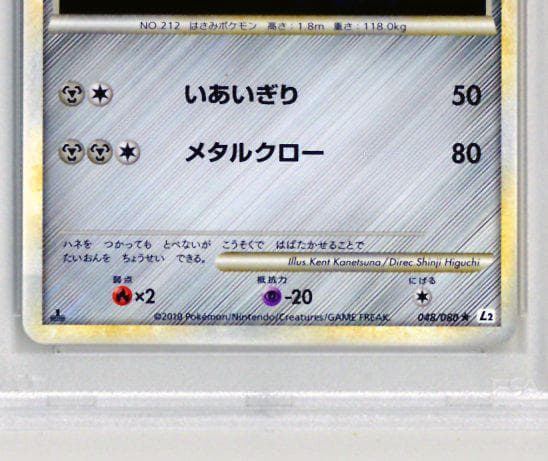 NO.212 はさみポケモン 高さ:1.8m 重さ:118.0kg
いあいぎり 50
メタルクロー 80
ハネを つかっても とべないが こうそくで はばたかせることで
たいおんを ちょうせい できる。
Illus. Kent Kanetsuna/Direc. Shinji Higuchi
弱点 抵抗力 にげる
×2 -20
©2010 Pokémon/Nintendo/Creatures/GAME FREAK.
048/080★ L2